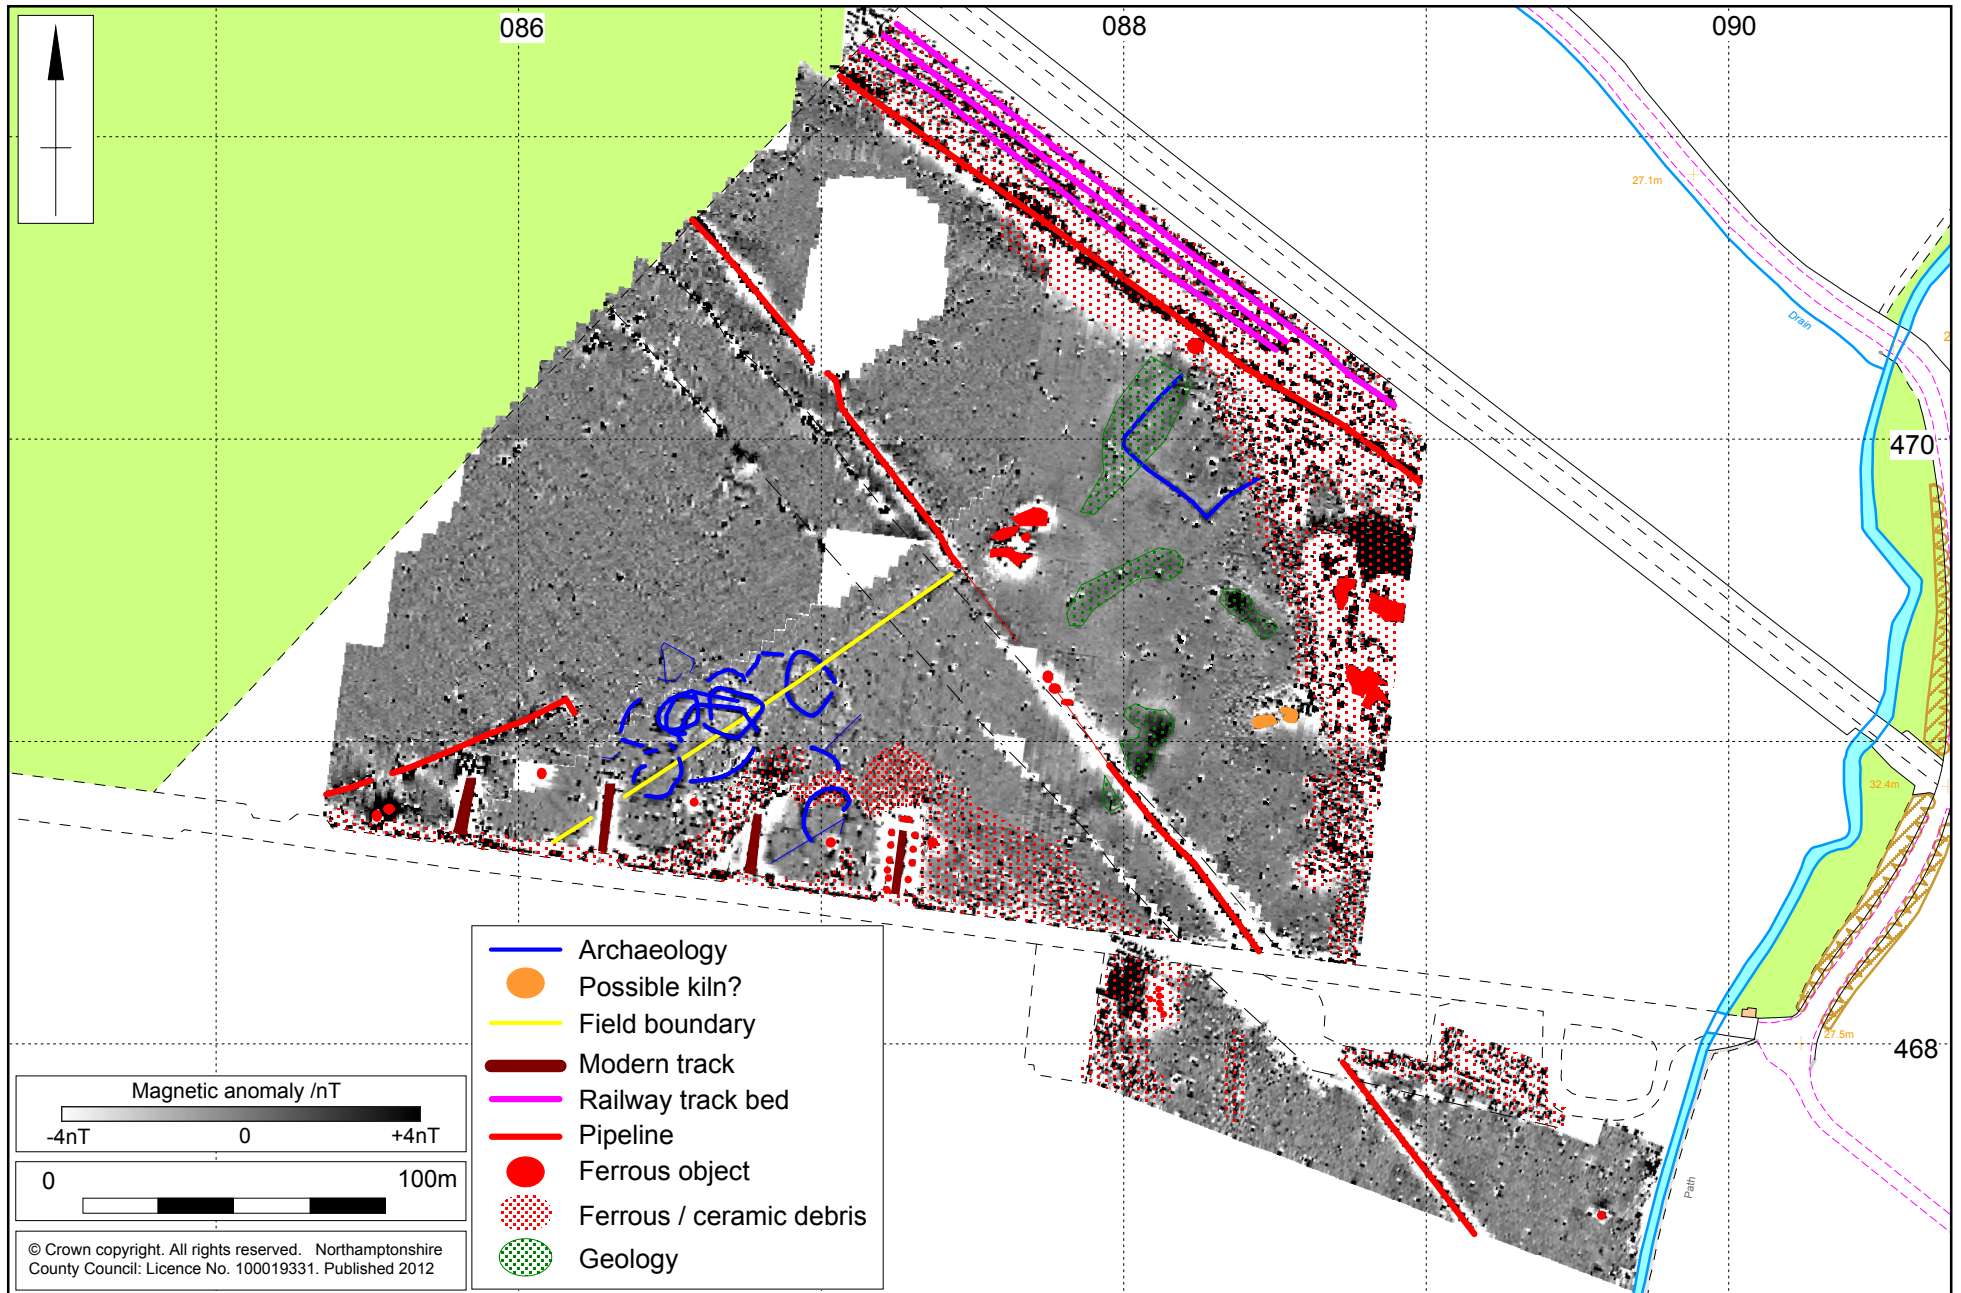 086
088
090
27.1m
Drain
470
32.4m
27.5m
468
Path
Archaeology
Possible kiln?
Field boundary
Modern track
Railway track bed
Pipeline
Ferrous object
Ferrous / ceramic debris
Geology
Magnetic anomaly /nT
-4nT 0 +4nT
0 100m
© Crown copyright. All rights reserved. Northamptonshire
County Council: Licence No. 100019331. Published 2012